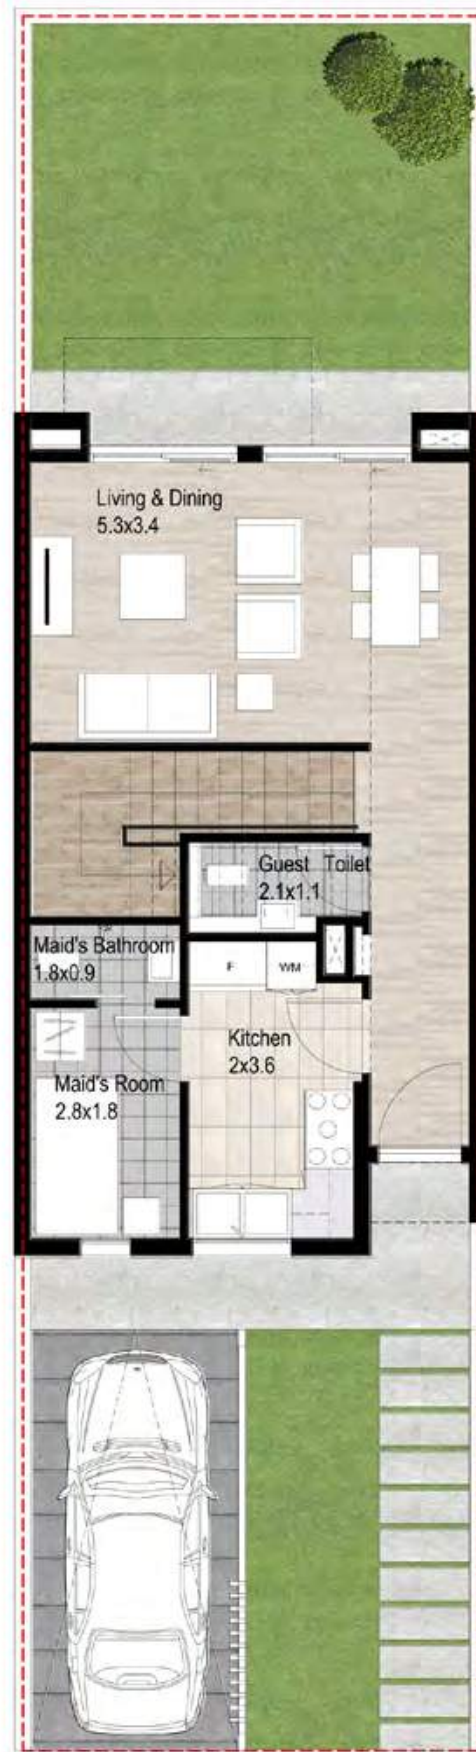 Living & Dining
5.3x3.4
Guest Toilet
2.1x1.1
Maid's Bathroom
1.8x0.9
F
WM
Kitchen
2x3.6
Maid's Room
2.8x1.8